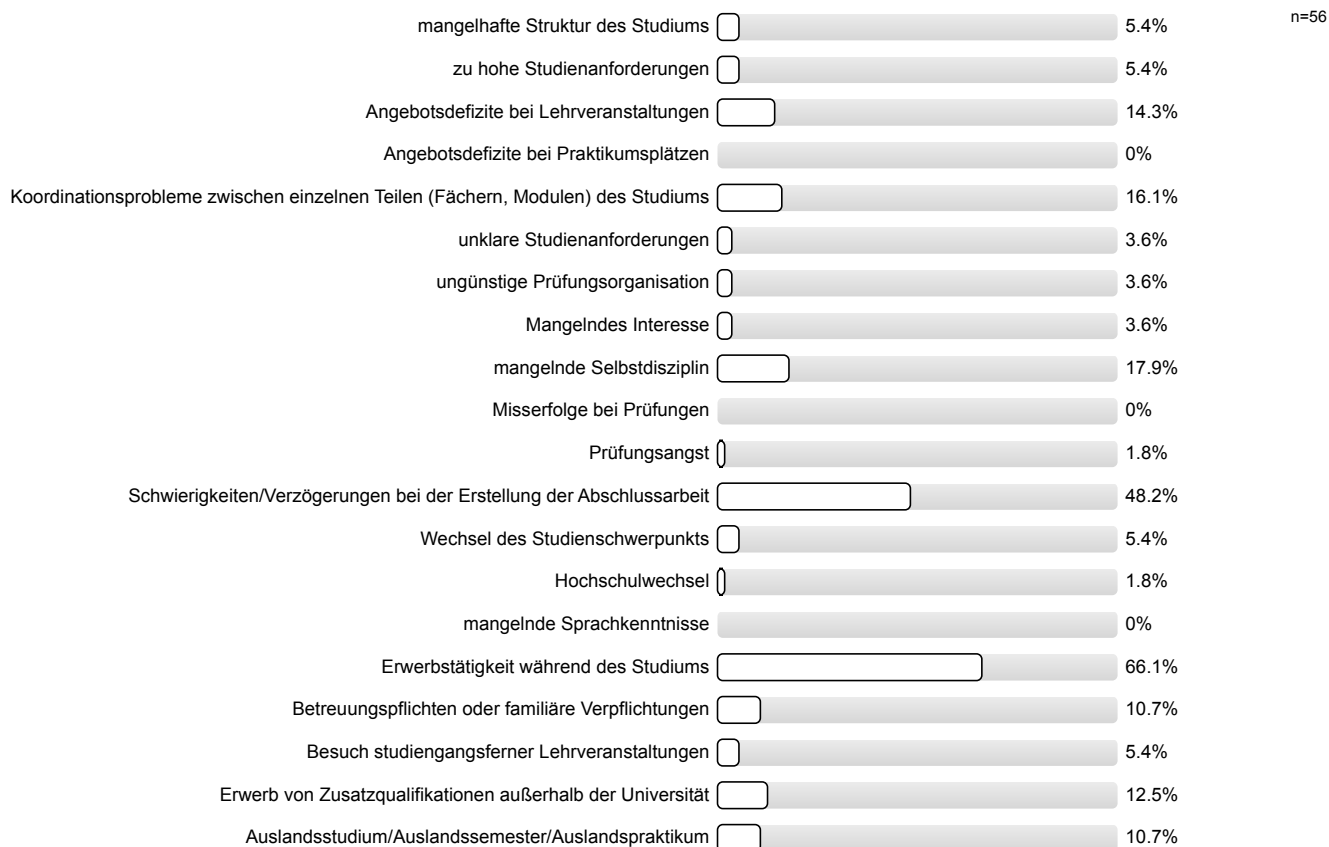 mangelhafte Struktur des Studiums 5.4% n=56
zu hohe Studienanforderungen 5.4%
Angebotsdefizite bei Lehrveranstaltungen 14.3%
Angebotsdefizite bei Praktikumsplätzen 0%
Koordinationsprobleme zwischen einzelnen Teilen (Fächern, Modulen) des Studiums 16.1%
unklare Studienanforderungen 3.6%
ungünstige Prüfungsorganisation 3.6%
Mangelndes Interesse 3.6%
mangelnde Selbstdisziplin 17.9%
Misserfolge bei Prüfungen 0%
Prüfungsangst 1.8%
Schwierigkeiten/Verzögerungen bei der Erstellung der Abschlussarbeit 48.2%
Wechsel des Studienschwerpunkts 5.4%
Hochschulwechsel 1.8%
mangelnde Sprachkenntnisse 0%
Erwerbstätigkeit während des Studiums 66.1%
Betreuungspflichten oder familiäre Verpflichtungen 10.7%
Besuch studiengangsferner Lehrveranstaltungen 5.4%
Erwerb von Zusatzqualifikationen außerhalb der Universität 12.5%
Auslandsstudium/Auslandssemester/Auslandspraktikum 10.7%